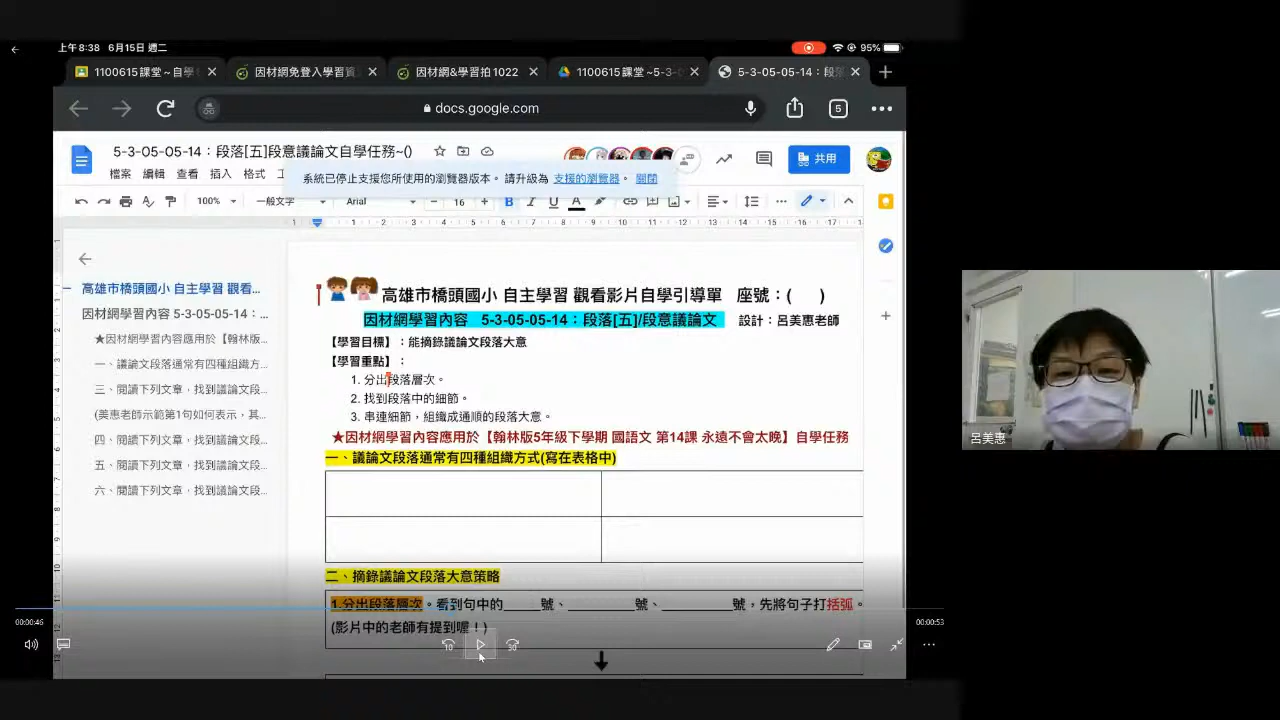 上午8:38 6月15日 週二
95%
1100615課堂～自學
因材網免登入學習資
因材網&學習拍1022
1100615課堂~5-3-
5-3-05-05-14：段
docs.google.com
5
5-3-05-05-14：段落[五]段意議論文自學任務~()
共用
檔案 編輯 查看 插入 格式
系統已停止支援您所使用的瀏覽器版本。請升級為 支援的瀏覽器。 關閉
100% 一般文字 Arial 16 B I U A
1 1 2 3 4 5 6 7 8 9 10 11 12 13 14 15 16 17
高雄市橋頭國小 自主學習 觀看...
因材網學習內容 5-3-05-05-14：...
★因材網學習內容應用於【翰林版...
一、議論文段落通常有四種組織方...
三、閱讀下列文章，找到議論文段...
(美惠老師示範第1句如何表示，其...
四、閱讀下列文章，找到議論文段...
五、閱讀下列文章，找到議論文段...
六、閱讀下列文章，找到議論文段...
高雄市橋頭國小 自主學習 觀看影片自學引導單 座號：( )
因材網學習內容 5-3-05-05-14：段落[五]/段意議論文 設計：呂美惠老師
【學習目標】：能摘錄議論文段落大意
【學習重點】：
1. 分出段落層次。
2. 找到段落中的細節。
3. 串連細節，組織成通順的段落大意。
★因材網學習內容應用於【翰林版5年級下學期 國語文 第14課 永遠不會太晚】自學任務
一、議論文段落通常有四種組織方式(寫在表格中)
二、摘錄議論文段落大意策略
1.分出段落層次。看到句中的_____號、_________號、_________號，先將句子打括弧。
(影片中的老師有提到喔！)
呂美惠
00:00:46
00:00:53
10
30